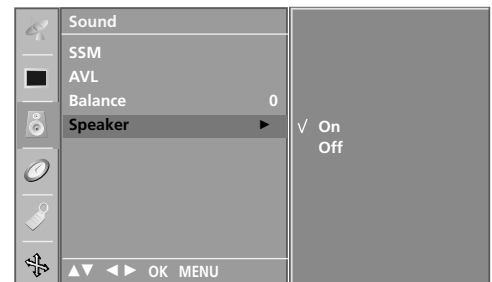 Sound
SSM
AVL
Balance 0
Speaker ►
√ On
Off
▲▼ ◄► OK MENU